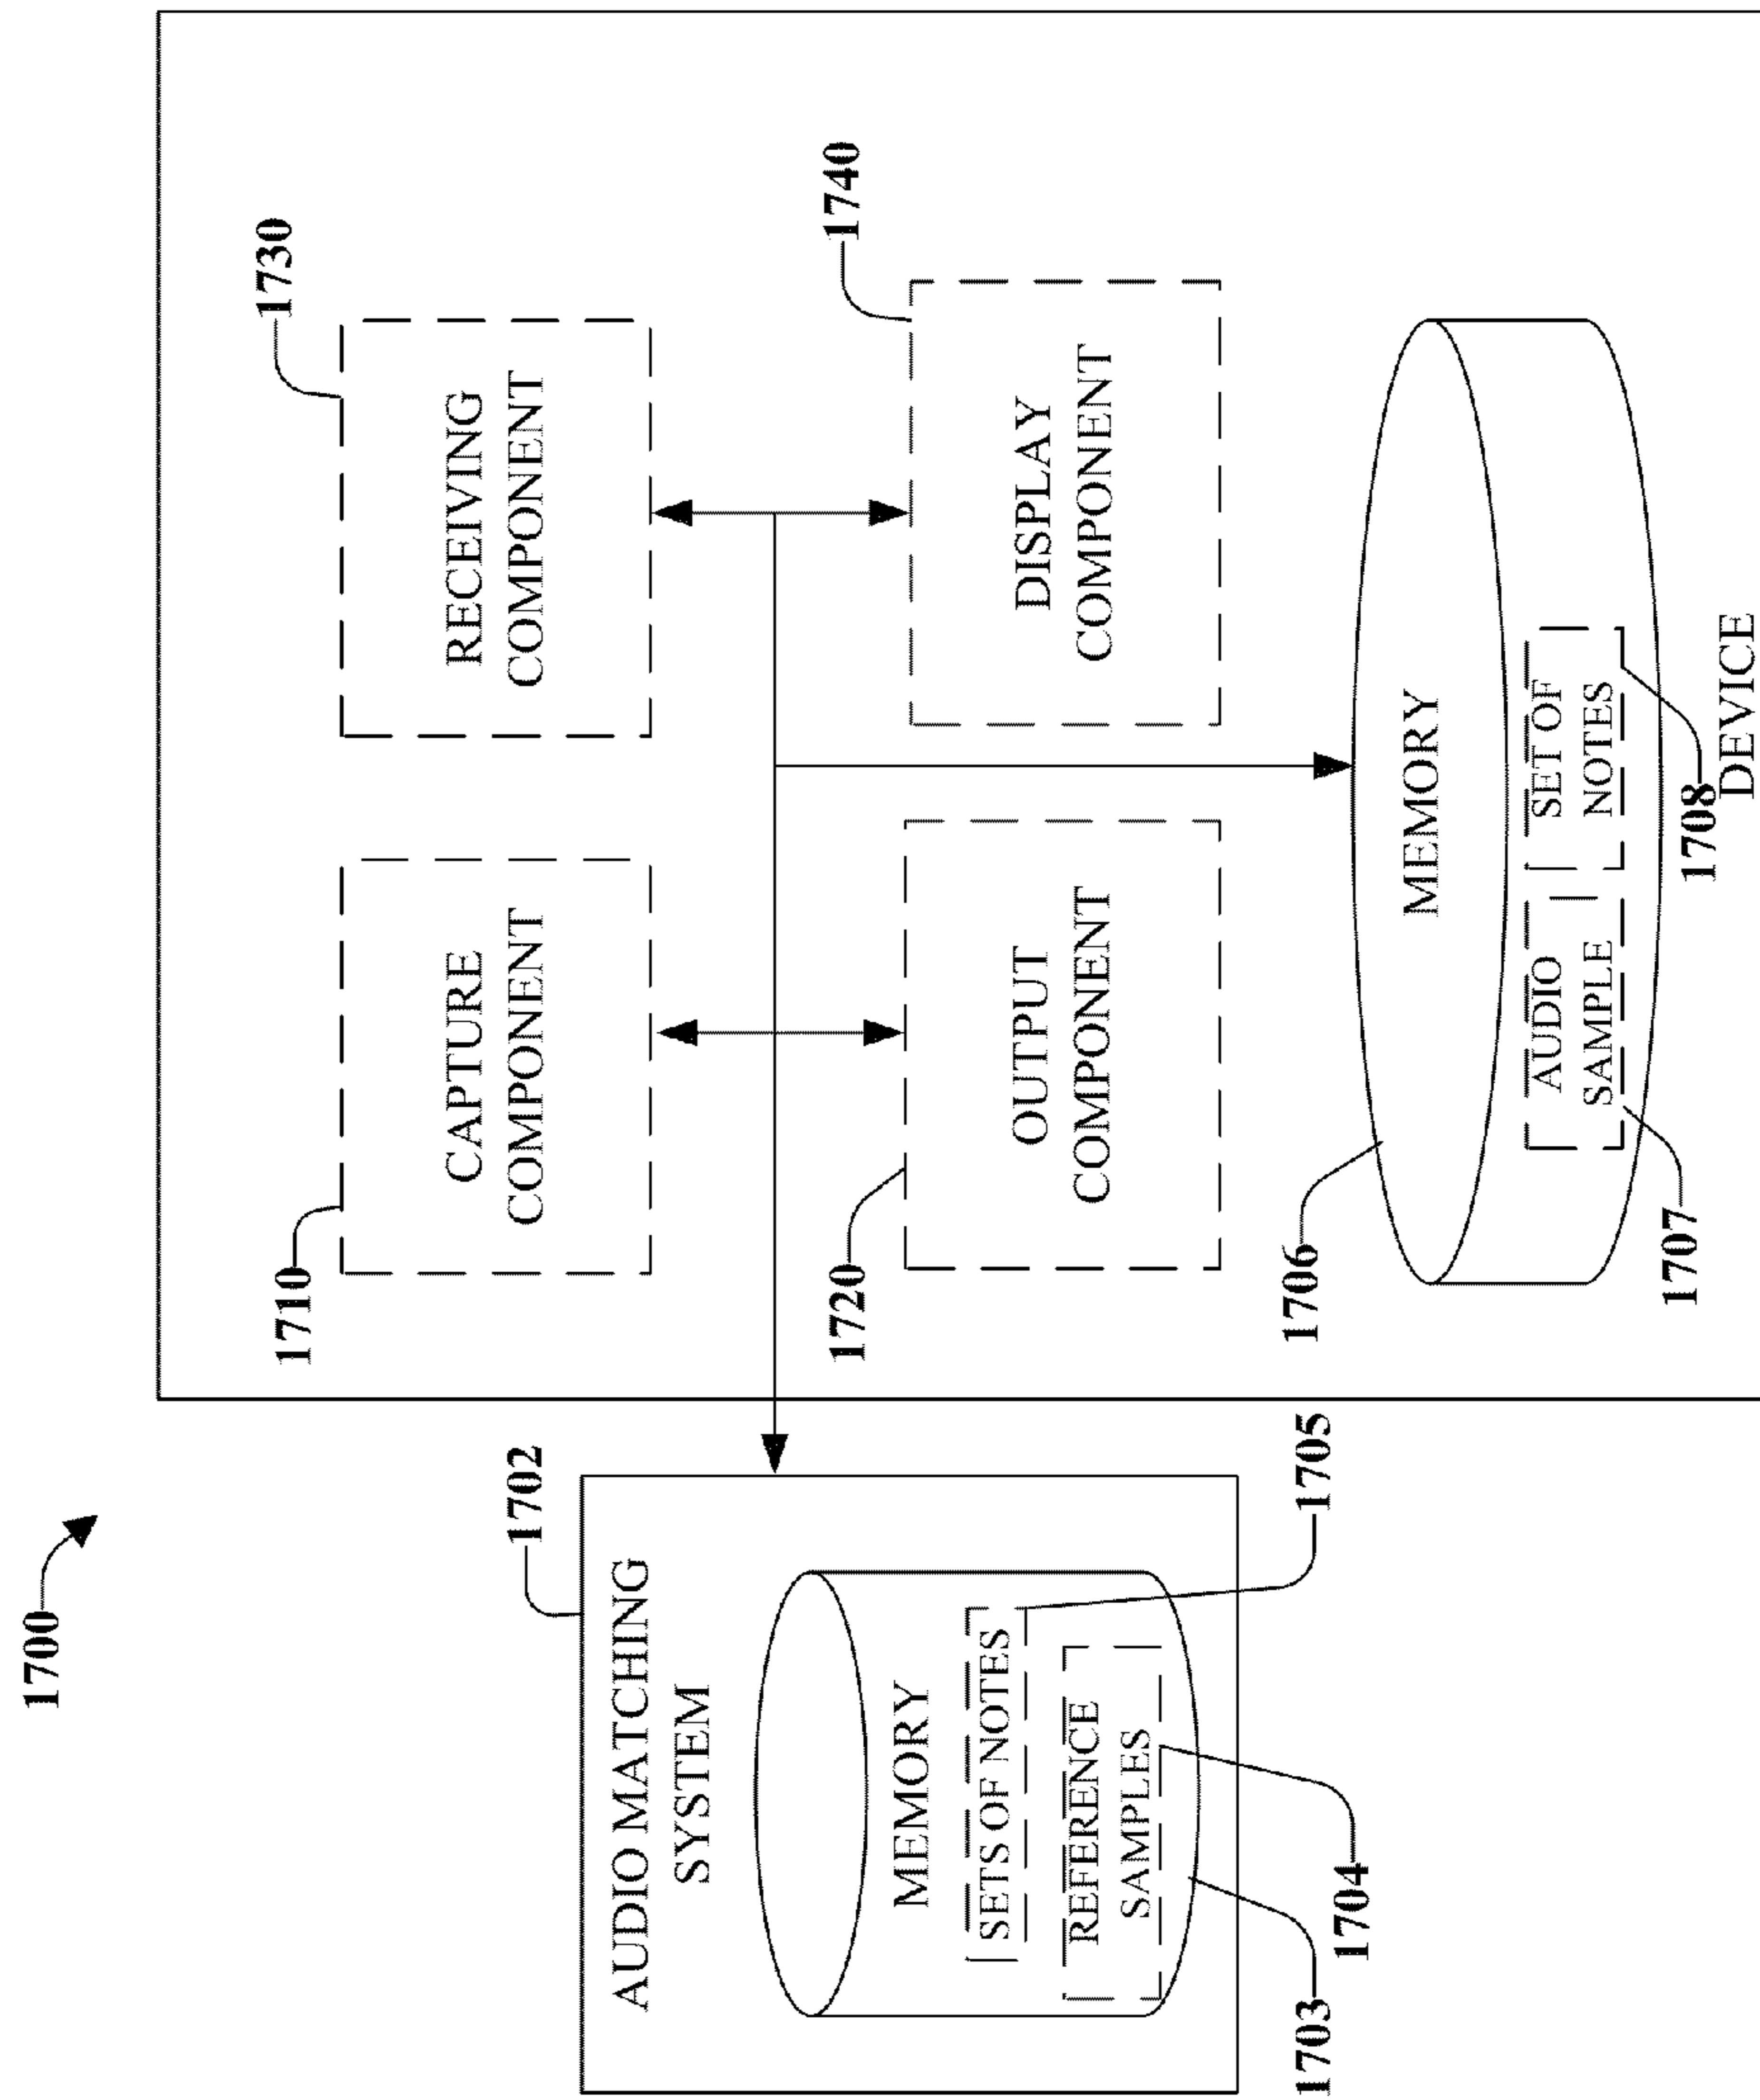 1700
1702
AUDIO MATCHING
SYSTEM
MEMORY
SETS OF NOTES
REFERENCE
SAMPLES
1703
1704
1705
1710
CAPTURE
COMPONENT
1730
RECEIVING
COMPONENT
1720
OUTPUT
COMPONENT
1740
DISPLAY
COMPONENT
1706
MEMORY
AUDIO
SAMPLE
SET OF
NOTES
1707
1708
DEVICE